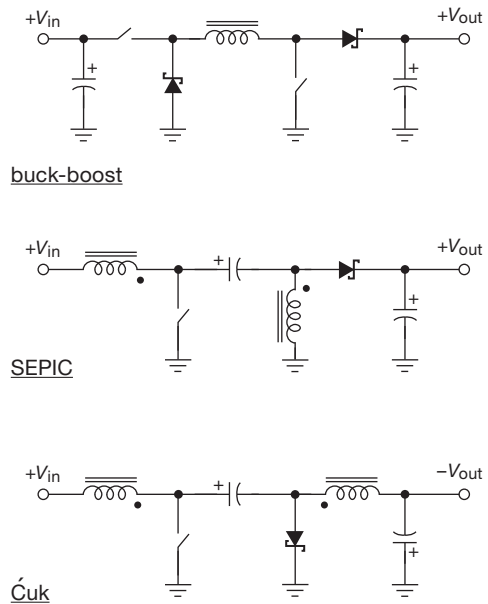 +Vin +Vout
+ +
buck-boost
+Vin + +Vout
+
SEPIC
+Vin + −Vout
+
Ćuk